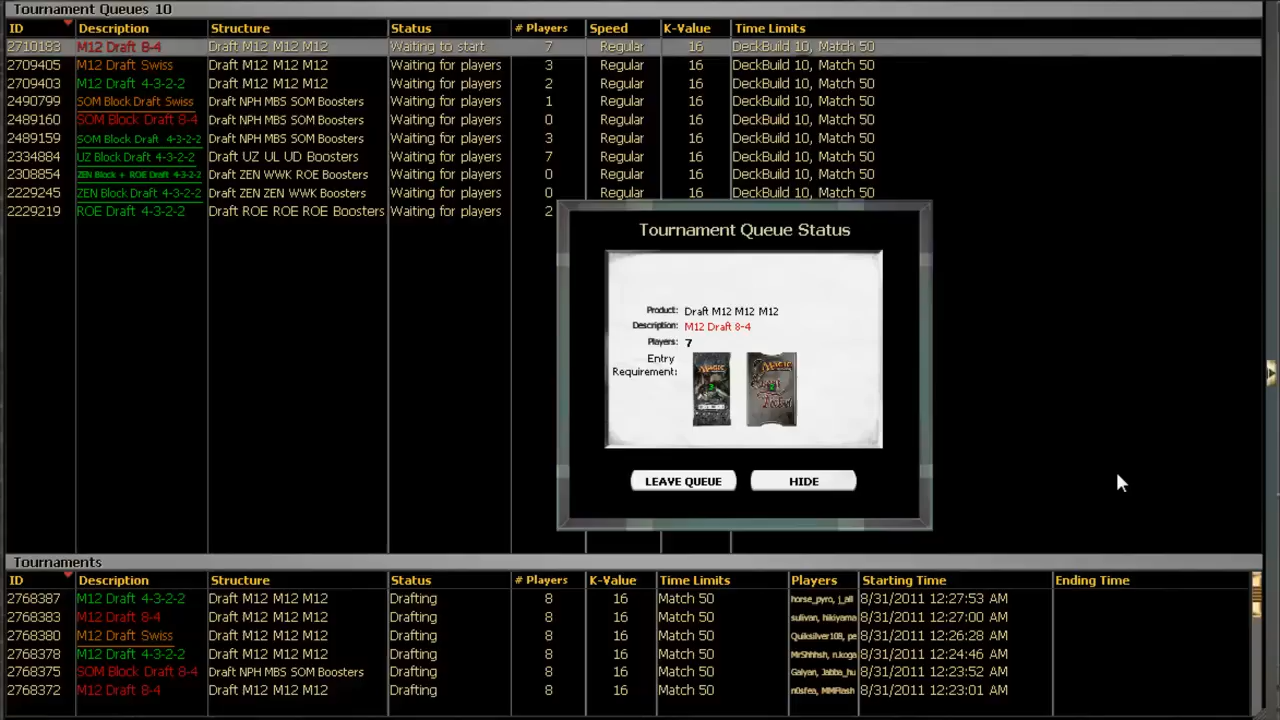 Tournament Queues 10
ID Description Structure Status # Players Speed K-Value Time Limits
2710183 M12 Draft 8-4 Draft M12 M12 M12 Waiting to start 7 Regular 16 DeckBuild 10, Match 50
2709405 M12 Draft Swiss Draft M12 M12 M12 Waiting for players 3 Regular 16 DeckBuild 10, Match 50
2709403 M12 Draft 4-3-2-2 Draft M12 M12 M12 Waiting for players 2 Regular 16 DeckBuild 10, Match 50
2490799 SOM Block Draft Swiss Draft NPH MBS SOM Boosters Waiting for players 1 Regular 16 DeckBuild 10, Match 50
2489160 SOM Block Draft 8-4 Draft NPH MBS SOM Boosters Waiting for players 0 Regular 16 DeckBuild 10, Match 50
2489159 SOM Block Draft 4-3-2-2 Draft NPH MBS SOM Boosters Waiting for players 3 Regular 16 DeckBuild 10, Match 50
2334884 UZ Block Draft 4-3-2-2 Draft UZ UL UD Boosters Waiting for players 7 Regular 16 DeckBuild 10, Match 50
2308854 ZEN Block + ROE Draft 4-3-2-2 Draft ZEN WWK ROE Boosters Waiting for players 0 Regular 16 DeckBuild 10, Match 50
2229245 ZEN Block Draft 4-3-2-2 Draft ZEN ZEN WWK Boosters Waiting for players 0 Regular 16 DeckBuild 10, Match 50
2229219 ROE Draft 4-3-2-2 Draft ROE ROE ROE Boosters Waiting for players 2
Tournament Queue Status
Product: Draft M12 M12 M12
Description: M12 Draft 8-4
Players: 7
Entry
Requirement:
MAGIC MAGIC
3 2
LEAVE QUEUE HIDE
Tournaments
ID Description Structure Status # Players K-Value Time Limits Players Starting Time Ending Time
2768387 M12 Draft 4-3-2-2 Draft M12 M12 M12 Drafting 8 16 Match 50 horse_pyro, j_all 8/31/2011 12:27:53 AM
2768383 M12 Draft 8-4 Draft M12 M12 M12 Drafting 8 16 Match 50 sulivan, hikiyama 8/31/2011 12:27:00 AM
2768380 M12 Draft Swiss Draft M12 M12 M12 Drafting 8 16 Match 50 Quiksilver108, pe 8/31/2011 12:26:28 AM
2768378 M12 Draft 4-3-2-2 Draft M12 M12 M12 Drafting 8 16 Match 50 MrShhhsh, n.koga 8/31/2011 12:24:46 AM
2768375 SOM Block Draft 8-4 Draft NPH MBS SOM Boosters Drafting 8 16 Match 50 Galyan, Jabba_hu 8/31/2011 12:23:52 AM
2768372 M12 Draft 8-4 Draft M12 M12 M12 Drafting 8 16 Match 50 n0sfea, MMFlash 8/31/2011 12:23:01 AM